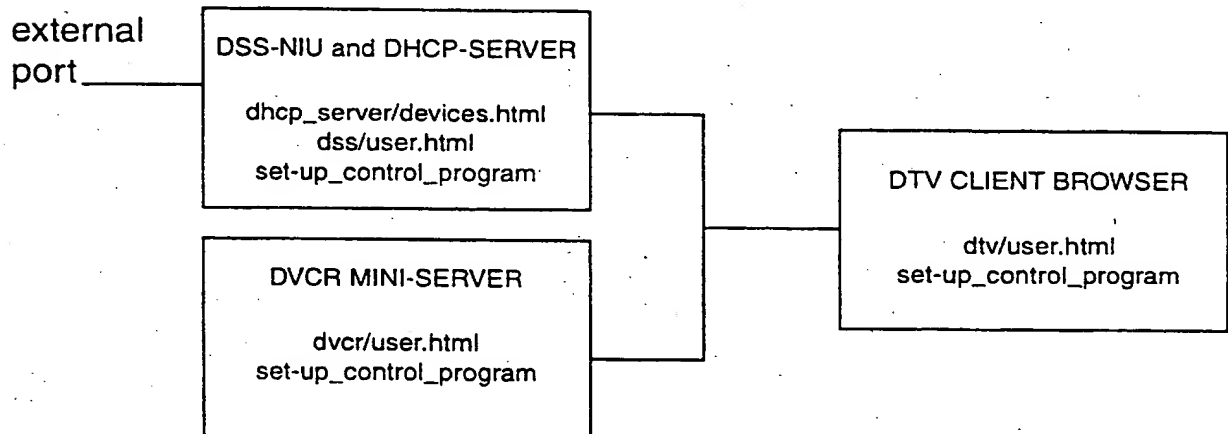 external
port
DSS-NIU and DHCP-SERVER
dhcp_server/devices.html
dss/user.html
set-up_control_program
DVCR MINI-SERVER
dvcr/user.html
set-up_control_program
DTV CLIENT BROWSER
dtv/user.html
set-up_control_program